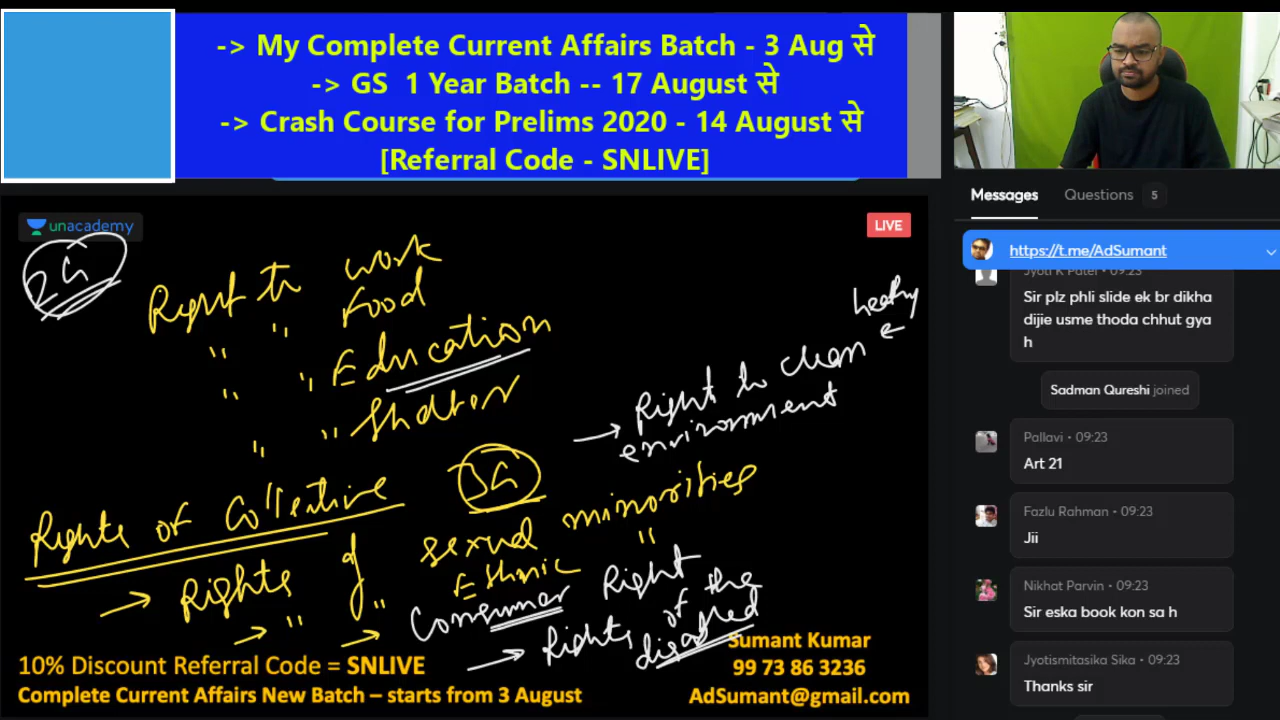 -> My Complete Current Affairs Batch - 3 Aug से
-> GS 1 Year Batch -- 17 August से
-> Crash Course for Prelims 2020 - 14 August से
[Referral Code - SNLIVE]
unacademy
LIVE
2G
Right to work
" Food
" " Education
" " Shelter
" "
→ Right to clean ← healthy
environment
Rights of Collective 3G
→ Rights of sexual minorities
→ " " Ethnic "
→ Consumer Right
→ Rights of the
disabled
10% Discount Referral Code = SNLIVE
Complete Current Affairs New Batch – starts from 3 August
Sumant Kumar
99 73 86 3236
AdSumant@gmail.com
Messages Questions 5
https://t.me/AdSumant
Jyoti K Patel • 09:23
Sir plz phli slide ek br dikha
dijie usme thoda chhut gya
h
Sadman Qureshi joined
Pallavi • 09:23
Art 21
Fazlu Rahman • 09:23
Jii
Nikhat Parvin • 09:23
Sir eska book kon sa h
Jyotismitasika Sika • 09:23
Thanks sir